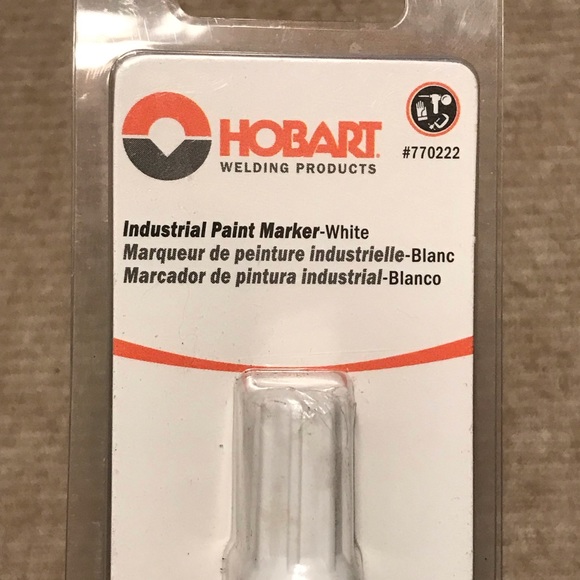 HOBART
WELDING PRODUCTS
#770222
Industrial Paint Marker-White
Marqueur de peinture industrielle-Blanc
Marcador de pintura industrial-Blanco